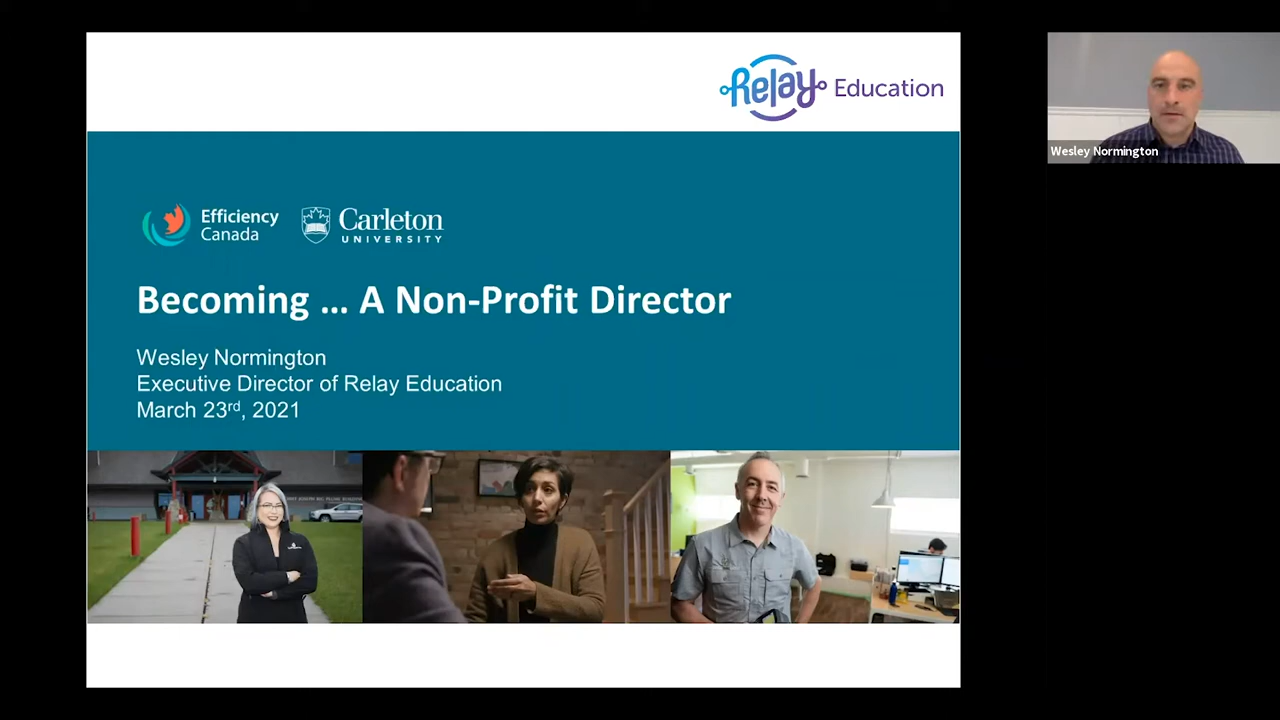 Relay Education
Wesley Normington
Efficiency
Canada
Carleton
UNIVERSITY
Becoming ... A Non-Profit Director
Wesley Normington
Executive Director of Relay Education
March 23rd, 2021